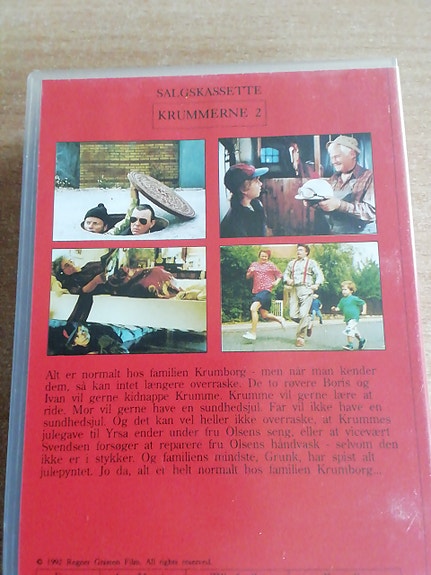 SALGSKASSETTE
KRUMMERNE 2
Alt er normalt hos familien Krumborg - men når man kender
dem, så kan intet længere overraske. De to røvere Boris og
Ivan vil gerne kidnappe Krumme. Krumme vil gerne lære at
ride. Mor vil gerne have en sundhedsjul. Far vil ikke have en
sundhedsjul. Og det kan vel heller ikke overraske, at Krummes
julegave til Yrsa ender under fru Olsens seng, eller at vicevært
Svendsen forsøger at reparere fru Olsens håndvask - selvom den
ikke er i stykker. Og familiens mindste, Grunk, har spist alt
julepyntet. Jo da, alt er helt normalt hos familien Krumborg...
© 1992 Regner Grasten Film. All rights reserved.